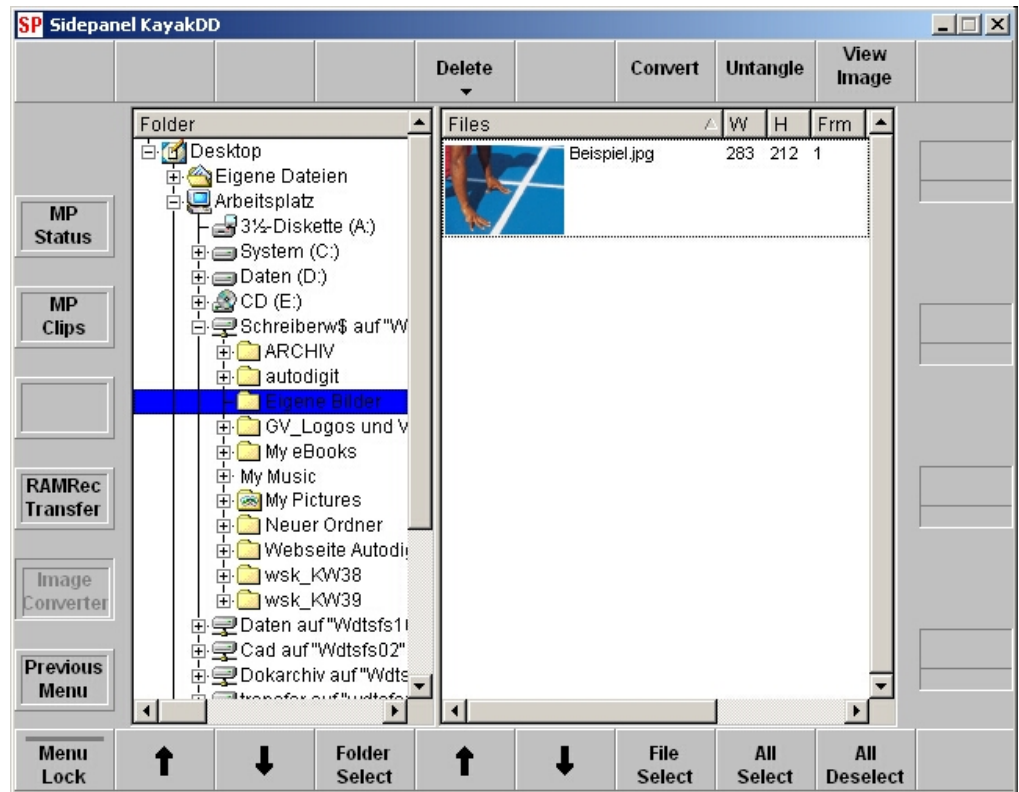 SP Sidepanel KayakDD
Delete
Convert
Untangle
View
Image
Folder
Files
W
H
Frm
Desktop
Eigene Dateien
Arbeitsplatz
3½-Diskette (A:)
System (C:)
Daten (D:)
CD (E:)
Schreiberw$ auf "W
ARCHIV
autodigit
Eigene Bilder
GV_Logos und V
My eBooks
My Music
My Pictures
Neuer Ordner
Webseite Autodig
wsk_KW38
wsk_KW39
Daten auf "Wdtsfs1
Cad auf "Wdtsfs02"
Dokarchiv auf "Wdts
Beispiel.jpg
283
212
1
MP
Status
MP
Clips
RAMRec
Transfer
Image
Converter
Previous
Menu
Menu
Lock
Folder
Select
File
Select
All
Select
All
Deselect